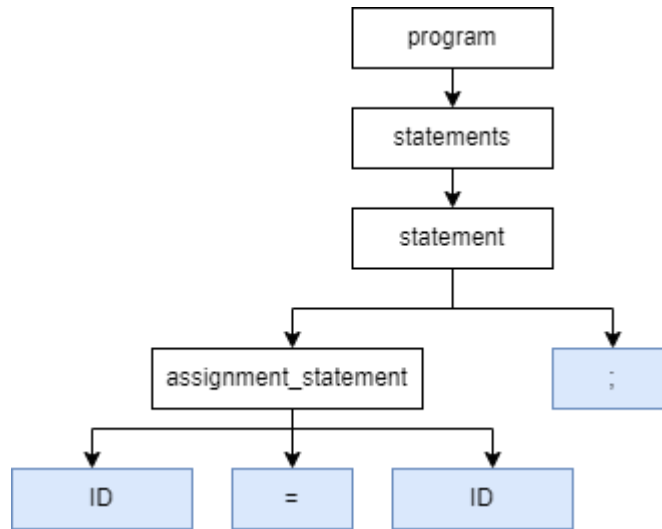 program
statements
statement
assignment_statement
;
ID
=
ID